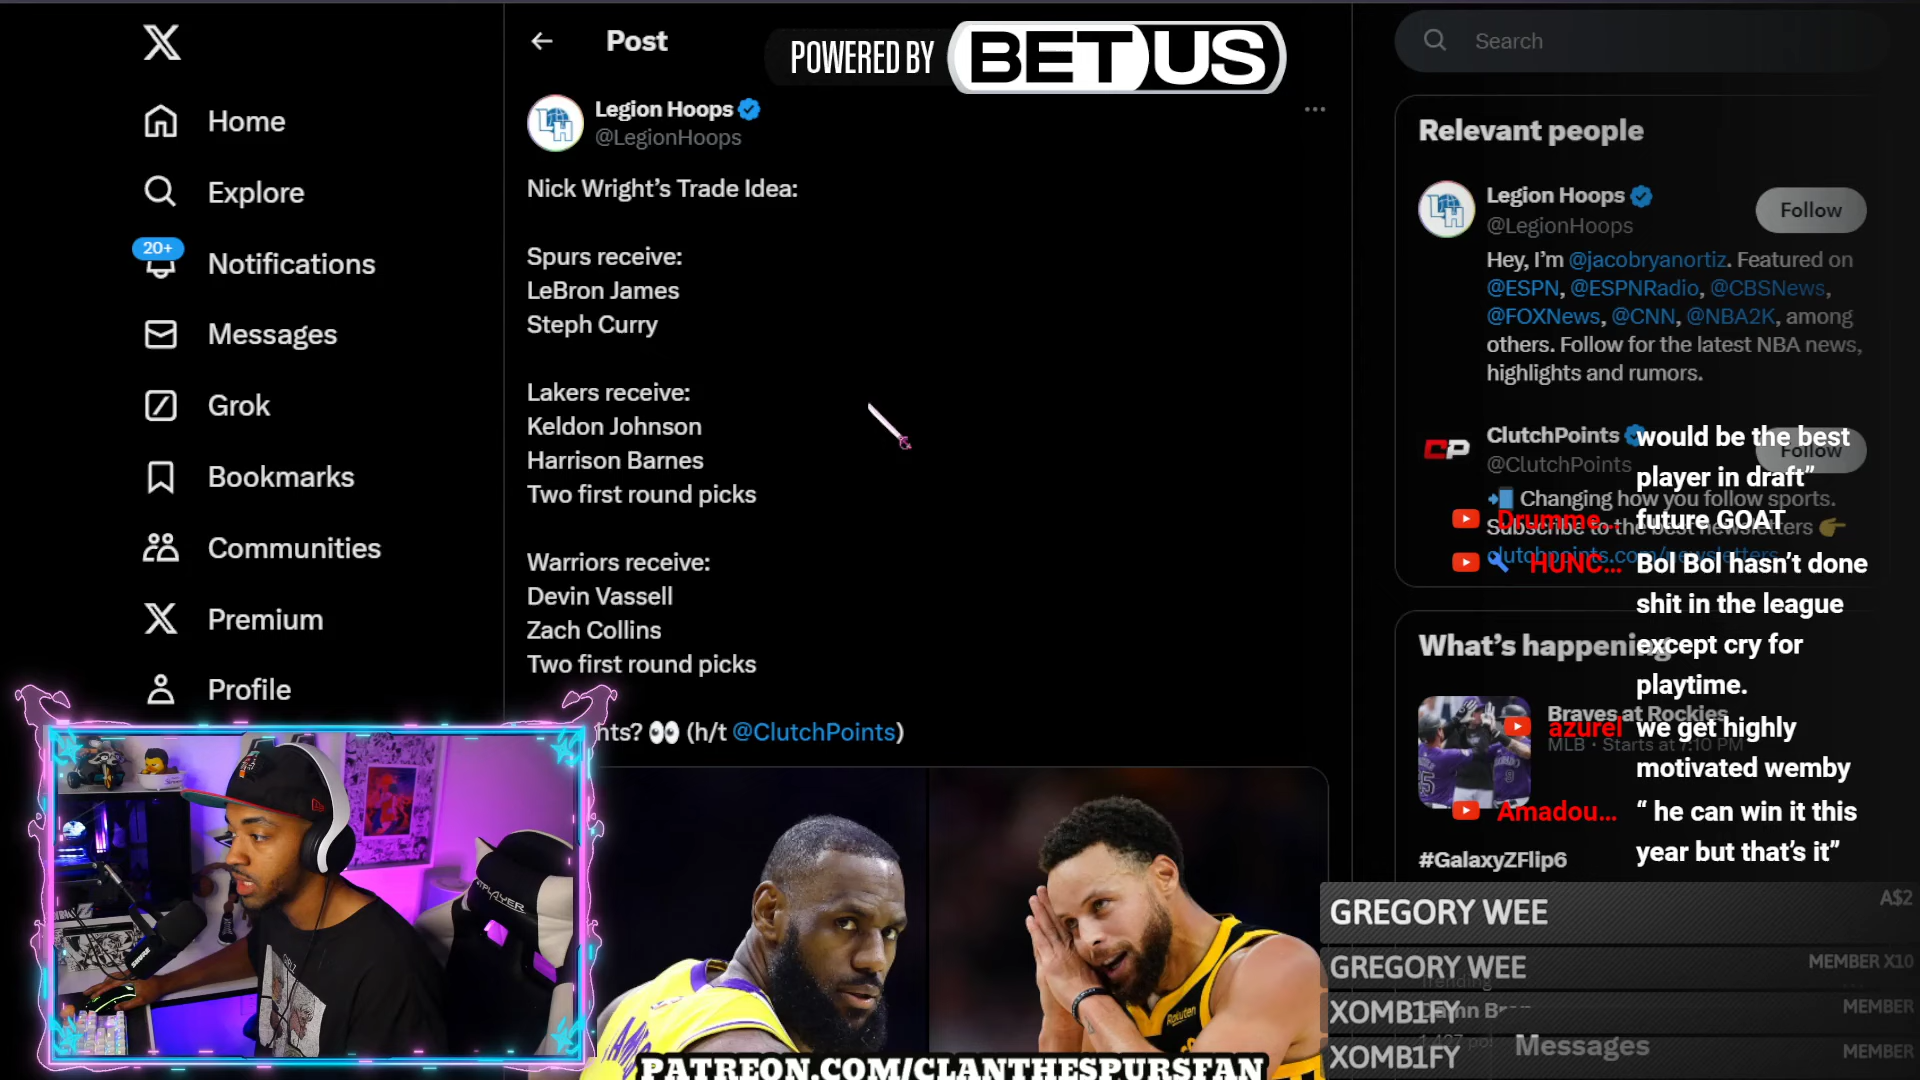 Post
POWERED BY BETUS
Search
Home
Explore
20+
Notifications
Messages
Grok
Bookmarks
Communities
Premium
Profile
Legion Hoops
@LegionHoops
Nick Wright’s Trade Idea:
Spurs receive:
LeBron James
Steph Curry
Lakers receive:
Keldon Johnson
Harrison Barnes
Two first round picks
Warriors receive:
Devin Vassell
Zach Collins
Two first round picks
nts? 👀 (h/t @ClutchPoints)
Relevant people
Legion Hoops
@LegionHoops
Follow
Hey, I’m @jacobryanortiz. Featured on
@ESPN, @ESPNRadio, @CBSNews,
@FOXNews, @CNN, @NBA2K, among
others. Follow for the latest NBA news,
highlights and rumors.
ClutchPoints
@ClutchPoints
Follow
📲 Changing how you follow sports.
Subscribe to the best newsletters 👉
clutchpoints.com/newsletters
What’s happening
Braves at Rockies
MLB · Starts at 7:10 PM
#GalaxyZFlip6
Trending
Messages
would be the best
player in draft”
Drumme... future GOAT
HUNC... Bol Bol hasn’t done
shit in the league
except cry for
playtime.
azurel we get highly
motivated wemby
Amadou... “ he can win it this
year but that’s it”
GREGORY WEE A$2
GREGORY WEE MEMBER X10
XOMB1FY MEMBER
XOMB1FY MEMBER
Rakuten
SHURE
PATREON.COM/CLANTHESPURSFAN